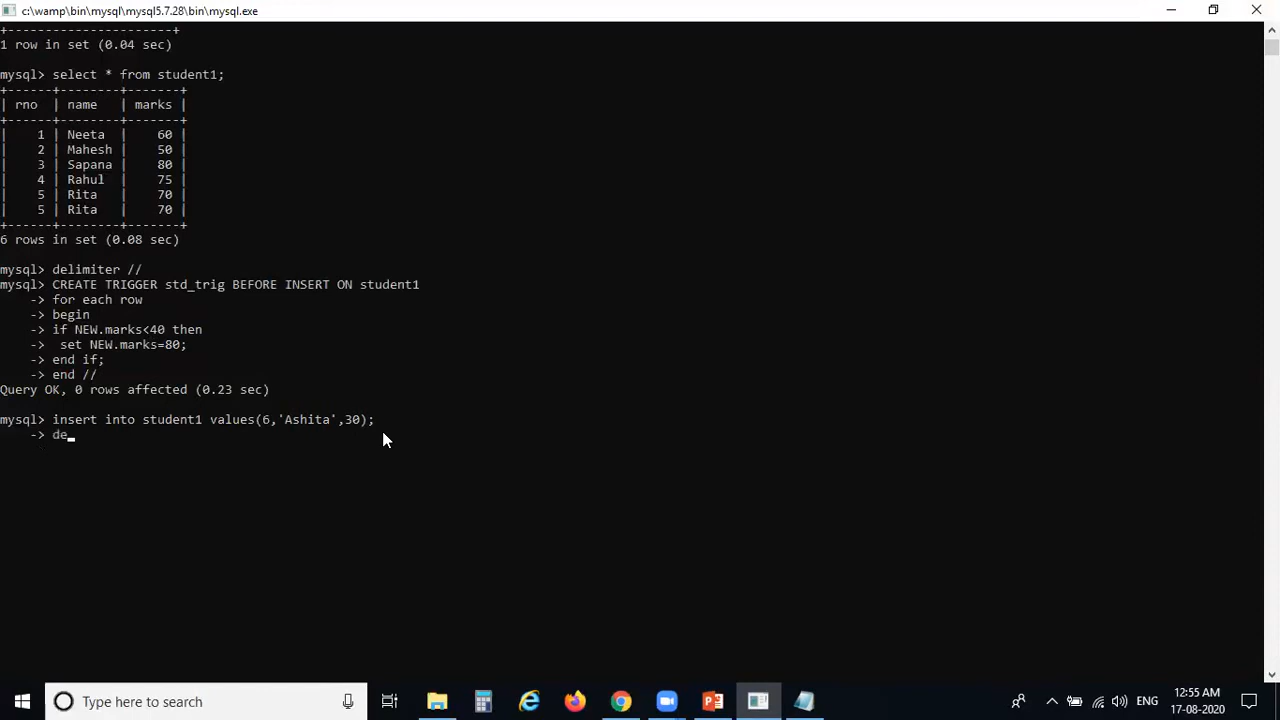 c:\wamp\bin\mysql\mysql5.7.28\bin\mysql.exe
+----------------------+
1 row in set (0.04 sec)
mysql> select * from student1;
+------+--------+-------+
| rno  | name   | marks |
+------+--------+-------+
|    1 | Neeta  |    60 |
|    2 | Mahesh |    50 |
|    3 | Sapana |    80 |
|    4 | Rahul  |    75 |
|    5 | Rita   |    70 |
|    5 | Rita   |    70 |
+------+--------+-------+
6 rows in set (0.08 sec)
mysql> delimiter //
mysql> CREATE TRIGGER std_trig BEFORE INSERT ON student1
    -> for each row
    -> begin
    -> if NEW.marks<40 then
    ->  set NEW.marks=80;
    -> end if;
    -> end //
Query OK, 0 rows affected (0.23 sec)
mysql> insert into student1 values(6,'Ashita',30);
    -> de_
Type here to search
ENG
12:55 AM
17-08-2020